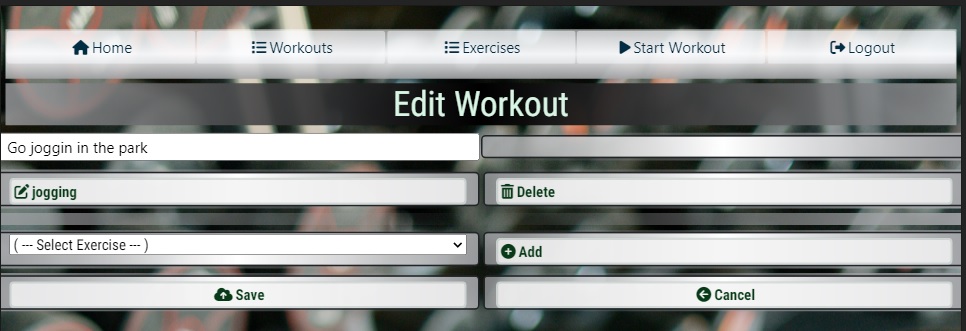 Home Workouts Exercises Start Workout Logout
Edit Workout
Go joggin in the park
jogging Delete
( --- Select Exercise --- ) Add
Save Cancel